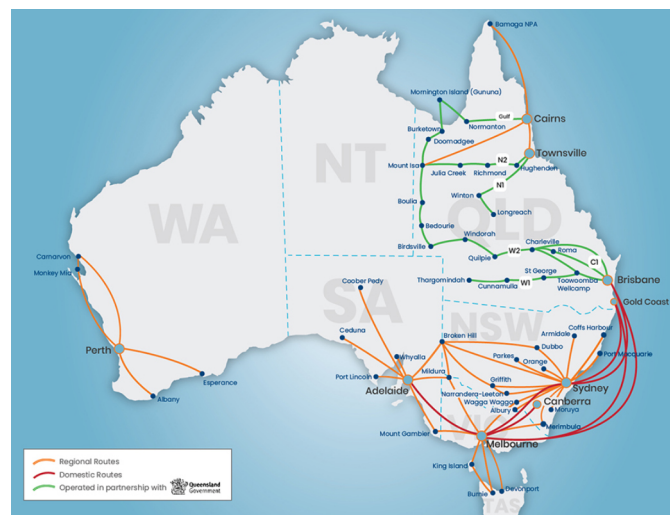 Bamaga NPA
Mornington Island (Gununa)
Gulf
Cairns
Burketown
Normanton
Doomadgee
Townsville
NT
Mount Isa
N2
Julia Creek
Richmond
Hughenden
N1
Winton
WA
Boulia
Longreach
QLD
Bedourie
Windorah
Charleville
Birdsville
W2
Roma
Quilpie
C1
Carnarvon
Monkey Mia
St George
Brisbane
Coober Pedy
Thargomindah
Cunnamulla
W1
Toowoomba
Wellcamp
SA
Gold Coast
NSW
Ceduna
Broken Hill
Armidale
Coffs Harbour
Perth
Whyalla
Dubbo
Parkes
Port Macquarie
Orange
Esperance
Port Lincoln
Mildura
Griffith
Sydney
Adelaide
Narrandera-Leeton
Albany
Wagga Wagga
Canberra
Albury
Moruya
Mount Gambier
VIC
Merimbula
Melbourne
Regional Routes
King Island
Domestic Routes
Operated in partnership with
Queensland
Government
Burnie
Devonport
TAS